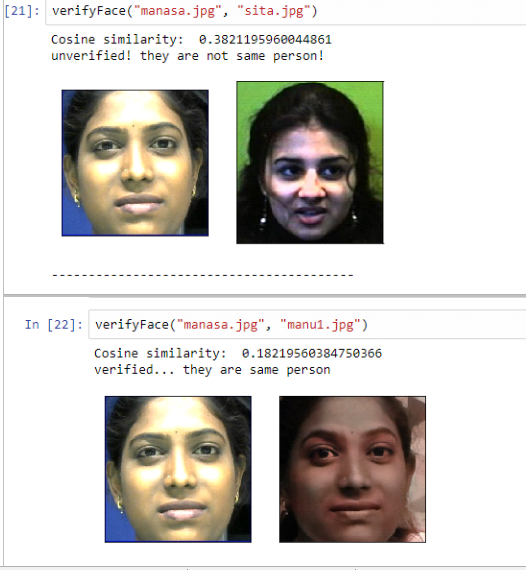 [21]: verifyFace("manasa.jpg", "sita.jpg")
Cosine similarity:  0.3821195960044861
unverified! they are not same person!
-----------------------------------------
In [22]: verifyFace("manasa.jpg", "manu1.jpg")
Cosine similarity:  0.18219560384750366
verified... they are same person